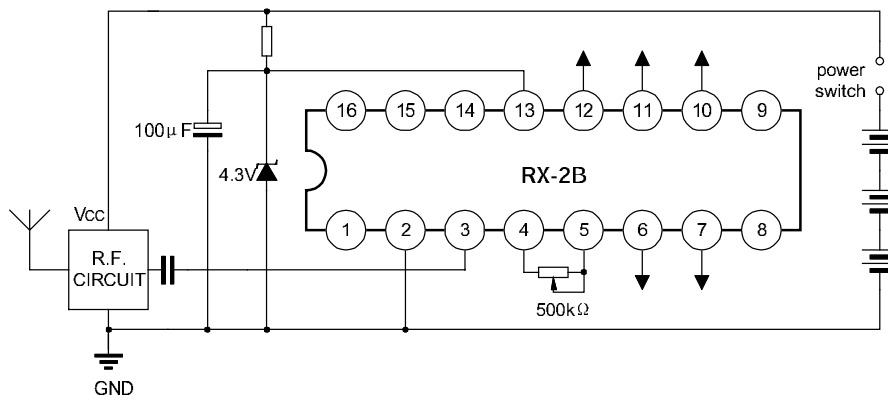 power
switch
16 15 14 13 12 11 10 9
100μF
4.3V
RX-2B
Vcc
1 2 3 4 5 6 7 8
R.F.
CIRCUIT
500kΩ
GND